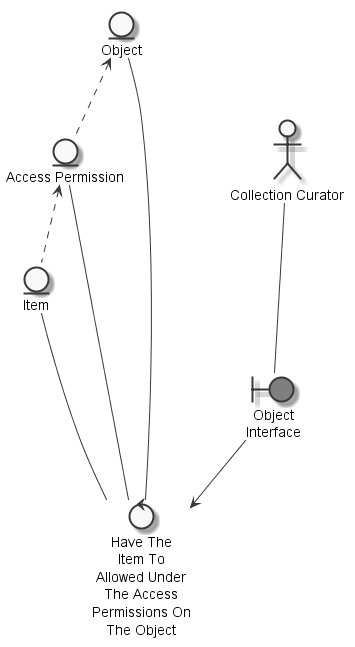 Object
Access Permission
Collection Curator
Item
Object
Interface
Have The
Item To
Allowed Under
The Access
Permissions On
The Object